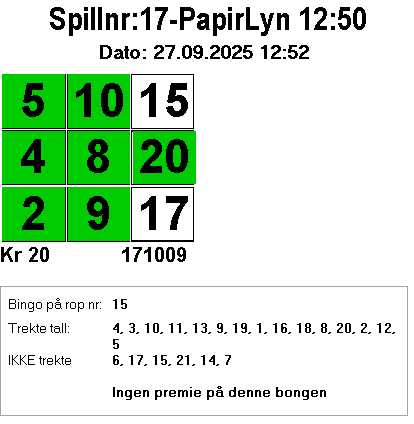 Spillnr:17-PapirLyn 12:50
Dato: 27.09.2025 12:52
5 10 15
4 8 20
2 9 17
Kr 20 171009
Bingo på rop nr: 15
Trekte tall: 4, 3, 10, 11, 13, 9, 19, 1, 16, 18, 8, 20, 2, 12,
5
IKKE trekte 6, 17, 15, 21, 14, 7
Ingen premie på denne bongen